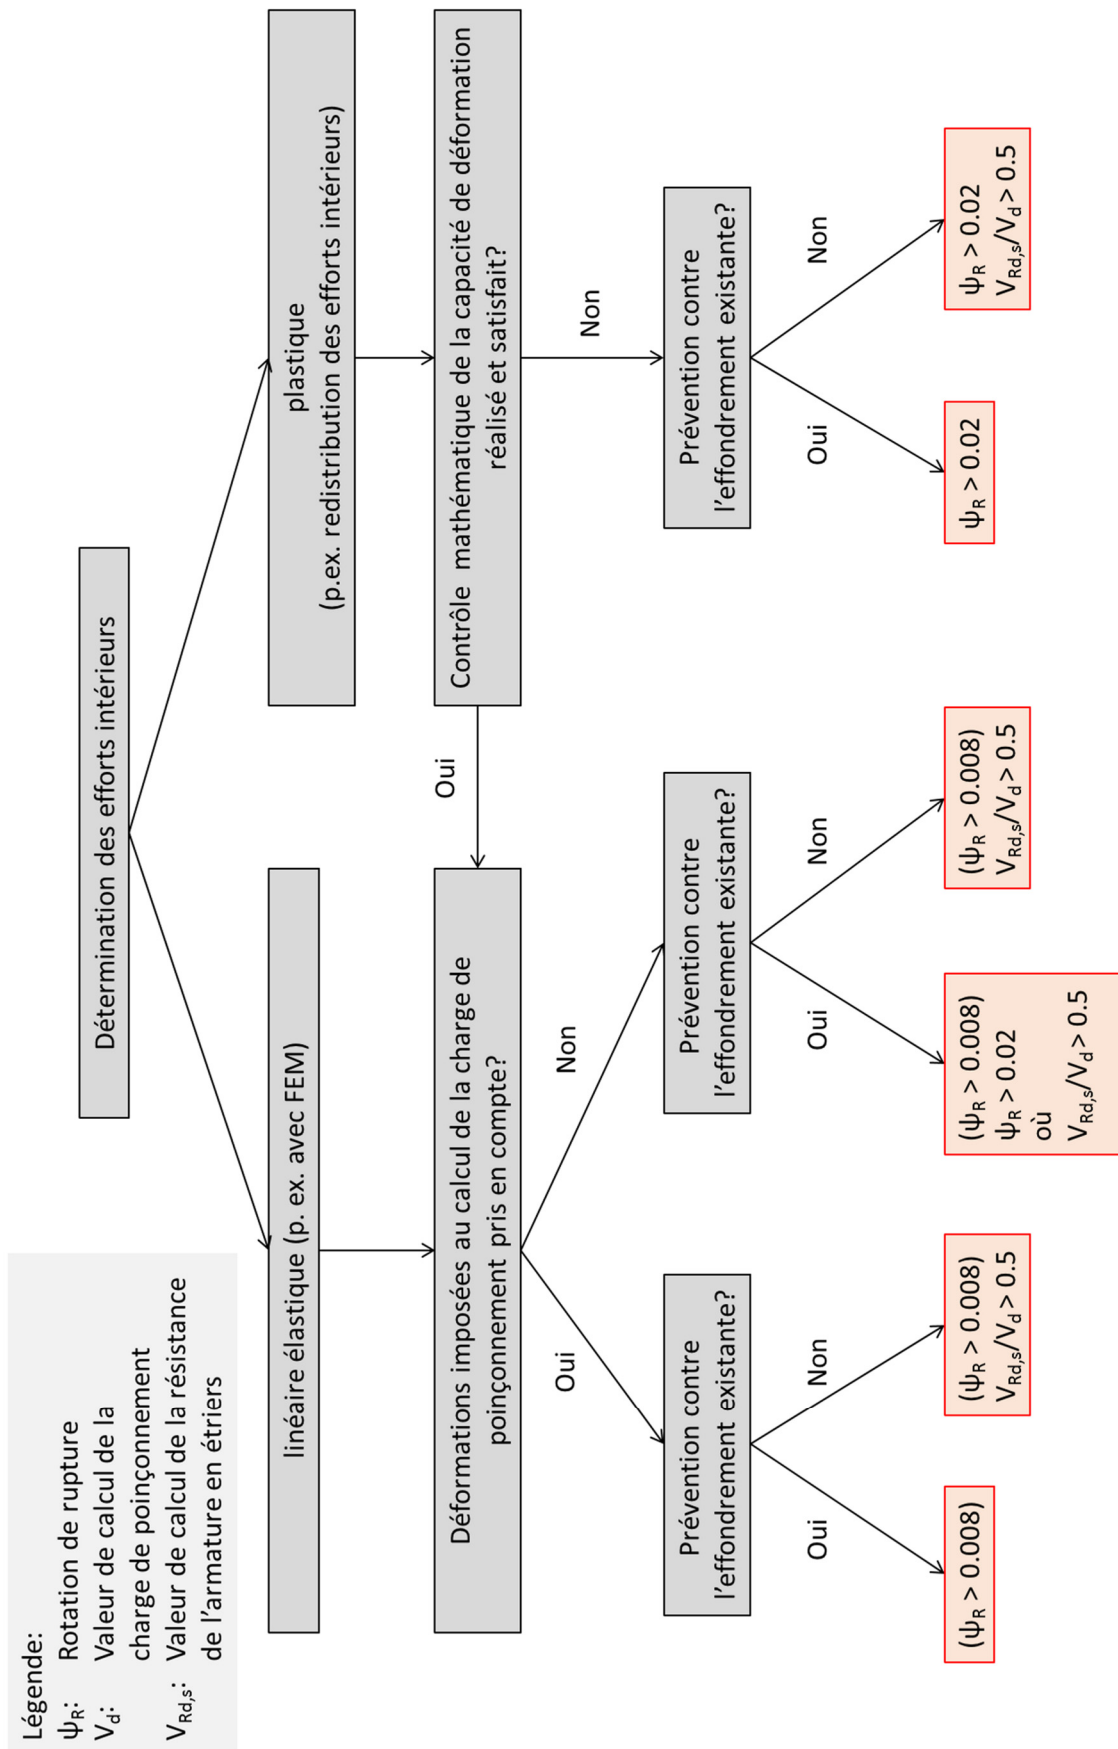 Légende:
ψR: Rotation de rupture
Vd: Valeur de calcul de la
charge de poinçonnement
VRd,s: Valeur de calcul de la résistance
de l'armature en étriers
Détermination des efforts intérieurs
linéaire élastique (p. ex. avec FEM)
plastique
(p.ex. redistribution des efforts intérieurs)
Déformations imposées au calcul de la charge de
poinçonnement pris en compte?
Oui
Contrôle mathématique de la capacité de déformation
réalisé et satisfait?
Oui
Non
Non
Prévention contre
l'effondrement existante?
Prévention contre
l'effondrement existante?
Prévention contre
l'effondrement existante?
Oui
Non
Oui
Non
Oui
Non
(ψR > 0.008)
(ψR > 0.008)
VRd,s/Vd > 0.5
(ψR > 0.008)
ψR > 0.02
où
VRd,s/Vd > 0.5
(ψR > 0.008)
VRd,s/Vd > 0.5
ψR > 0.02
ψR > 0.02
VRd,s/Vd > 0.5